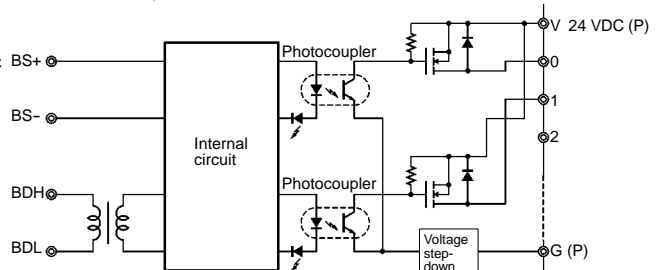 V 24 VDC (P)
Photocoupler
BS+
0
1
BS-
2
Internal
circuit
Photocoupler
BDH
Voltage
step-
down
BDL
G (P)